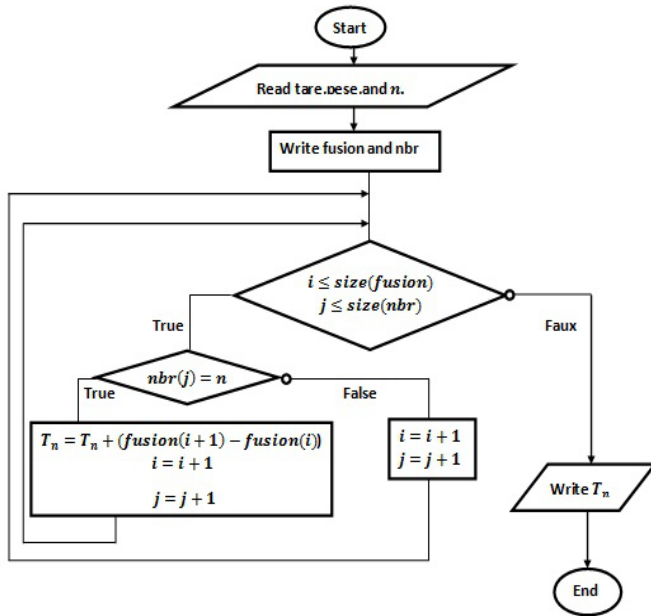 Start
Read tare.pese.and n.
Write fusion and nbr
i ≤ size(fusion)
j ≤ size(nbr)
True
Faux
nbr(j) = n
True
False
T_n = T_n + (fusion(i+1) − fusion(i))
i = i + 1
j = j + 1
i = i + 1
j = j + 1
Write T_n
End